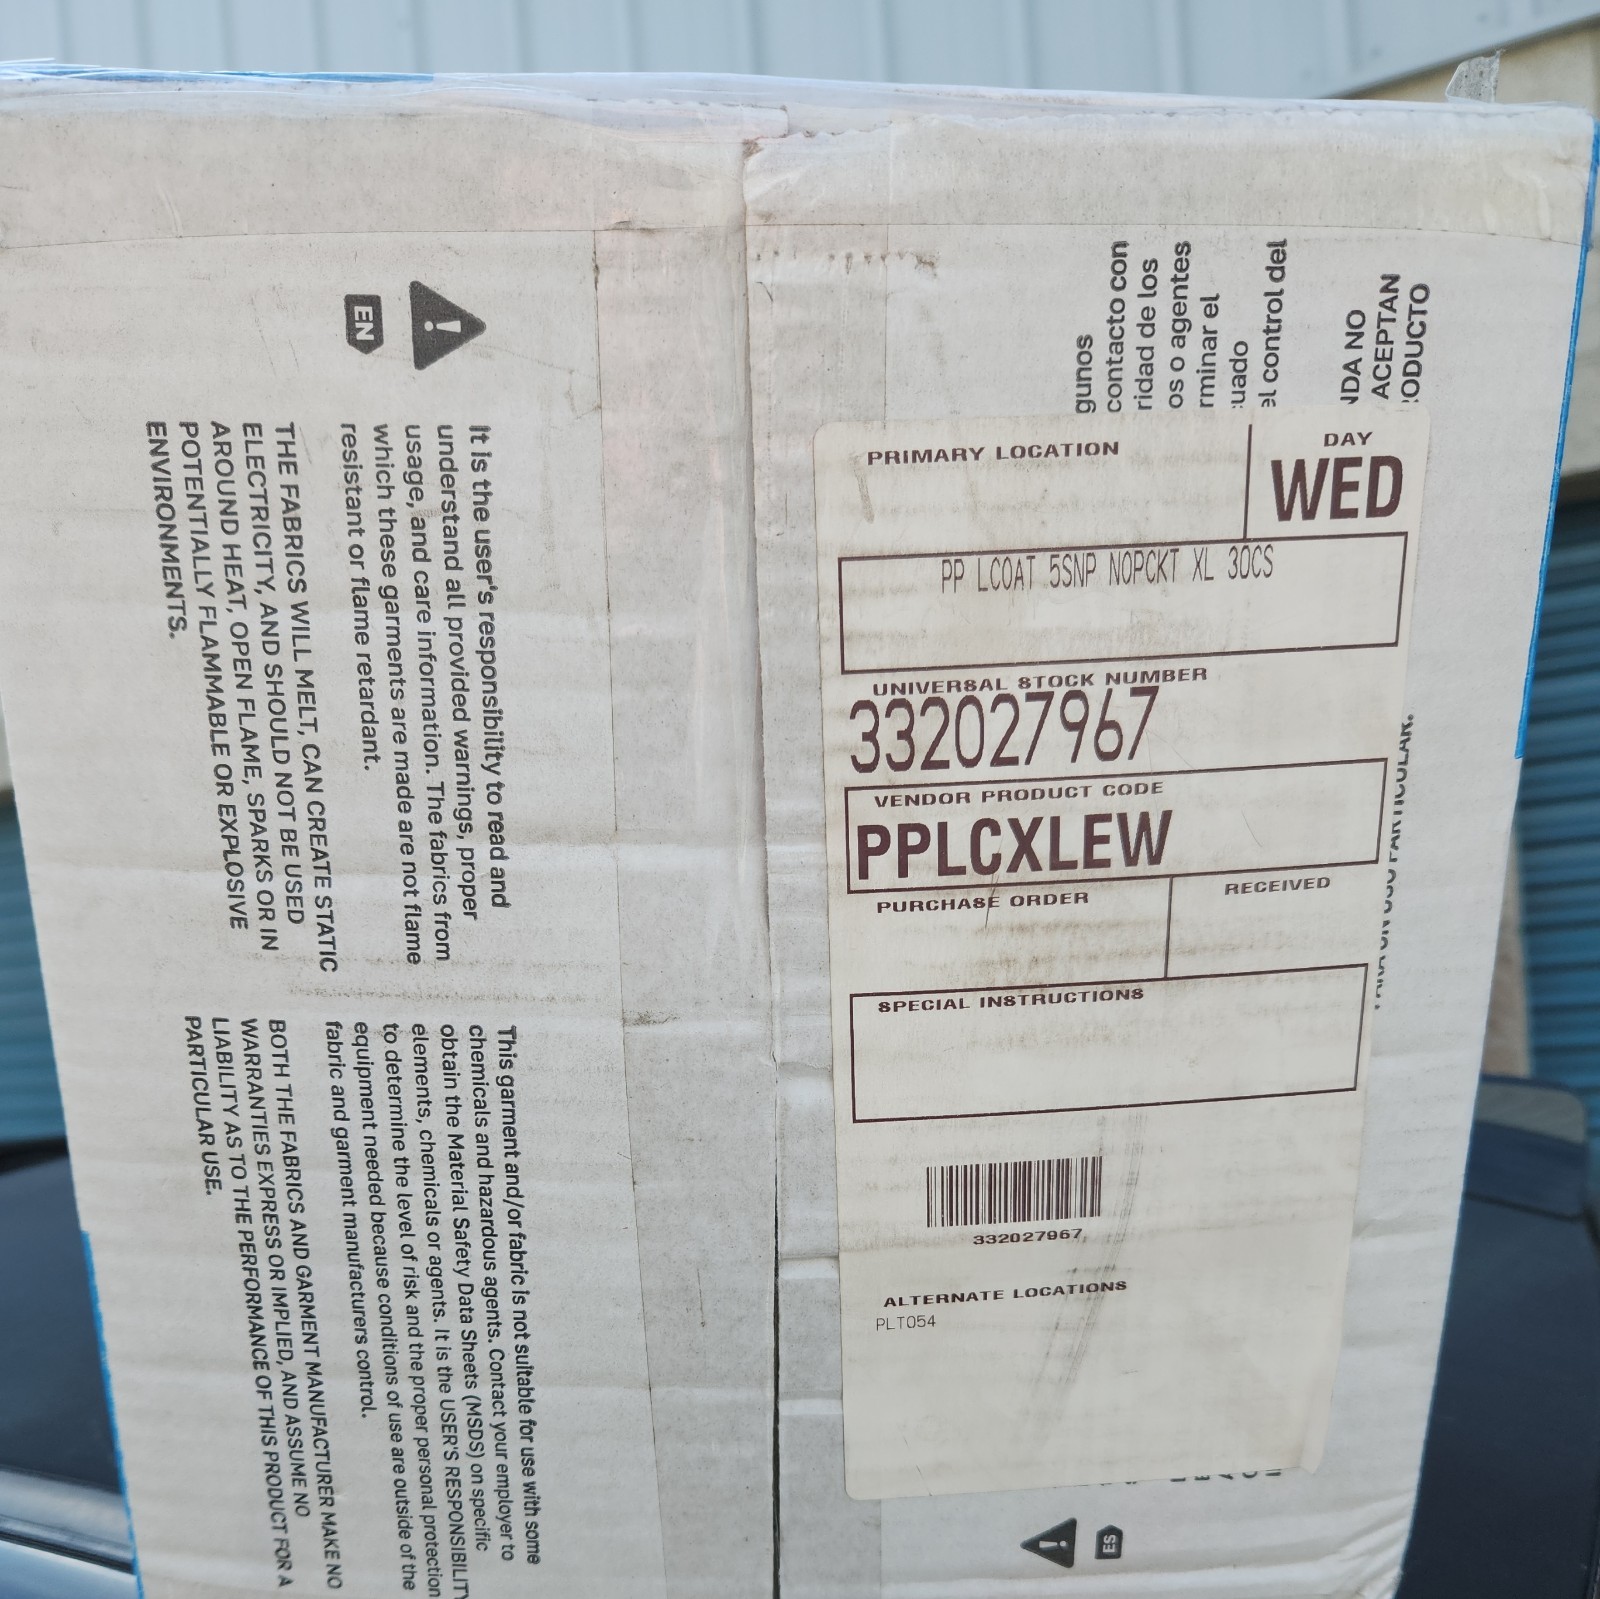 EN
It is the user's responsibility to read and
understand all provided warnings, proper
usage, and care information. The fabrics from
which these garments are made are not flame
resistant or flame retardant.
THE FABRICS WILL MELT, CAN CREATE STATIC
ELECTRICITY, AND SHOULD NOT BE USED
AROUND HEAT, OPEN FLAME, SPARKS OR IN
POTENTIALLY FLAMMABLE OR EXPLOSIVE
ENVIRONMENTS.
This garment and/or fabric is not suitable for use with some
chemicals and hazardous agents. Contact your employer to
obtain the Material Safety Data Sheets (MSDS) on specific
elements, chemicals or agents. It is the USER'S RESPONSIBILITY
to determine the level of risk and the proper personal protection
equipment needed because conditions of use are outside of the
fabric and garment manufacturers control.
BOTH THE FABRICS AND GARMENT MANUFACTURER MAKE NO
WARRANTIES EXPRESS OR IMPLIED, AND ASSUME NO
LIABILITY AS TO THE PERFORMANCE OF THIS PRODUCT FOR A
PARTICULAR USE.
gunos
contacto con
ridad de los
os o agentes
rminar el
uado
al control del
NDA NO
ACEPTAN
ODUCTO
PRIMARY LOCATION
DAY
WED
PP LCOAT 5SNP NOPCKT XL 30CS
UNIVERSAL STOCK NUMBER
332027967
VENDOR PRODUCT CODE
PPLCXLEW
PURCHASE ORDER
RECEIVED
SPECIAL INSTRUCTIONS
332027967
ALTERNATE LOCATIONS
PLT054
ES